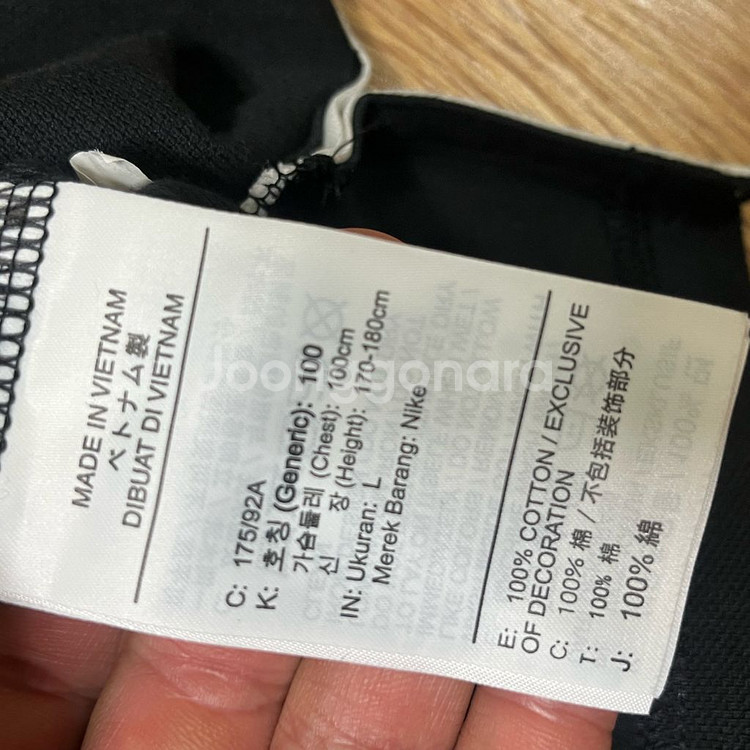 MADE IN VIETNAM
ベトナム製
DIBUAT DI VIETNAM
C: 175/92A
K: 호칭 (Generic): 100
가슴둘레 (Chest): 100cm
신 장 (Height): 170-180cm
IN: Ukuran: L
Merek Barang: Nike
E: 100% COTTON / EXCLUSIVE
OF DECORATION
C: 100% 棉 / 不包括装饰部分
T: 100% 棉
J: 100% 綿
Joonggonara